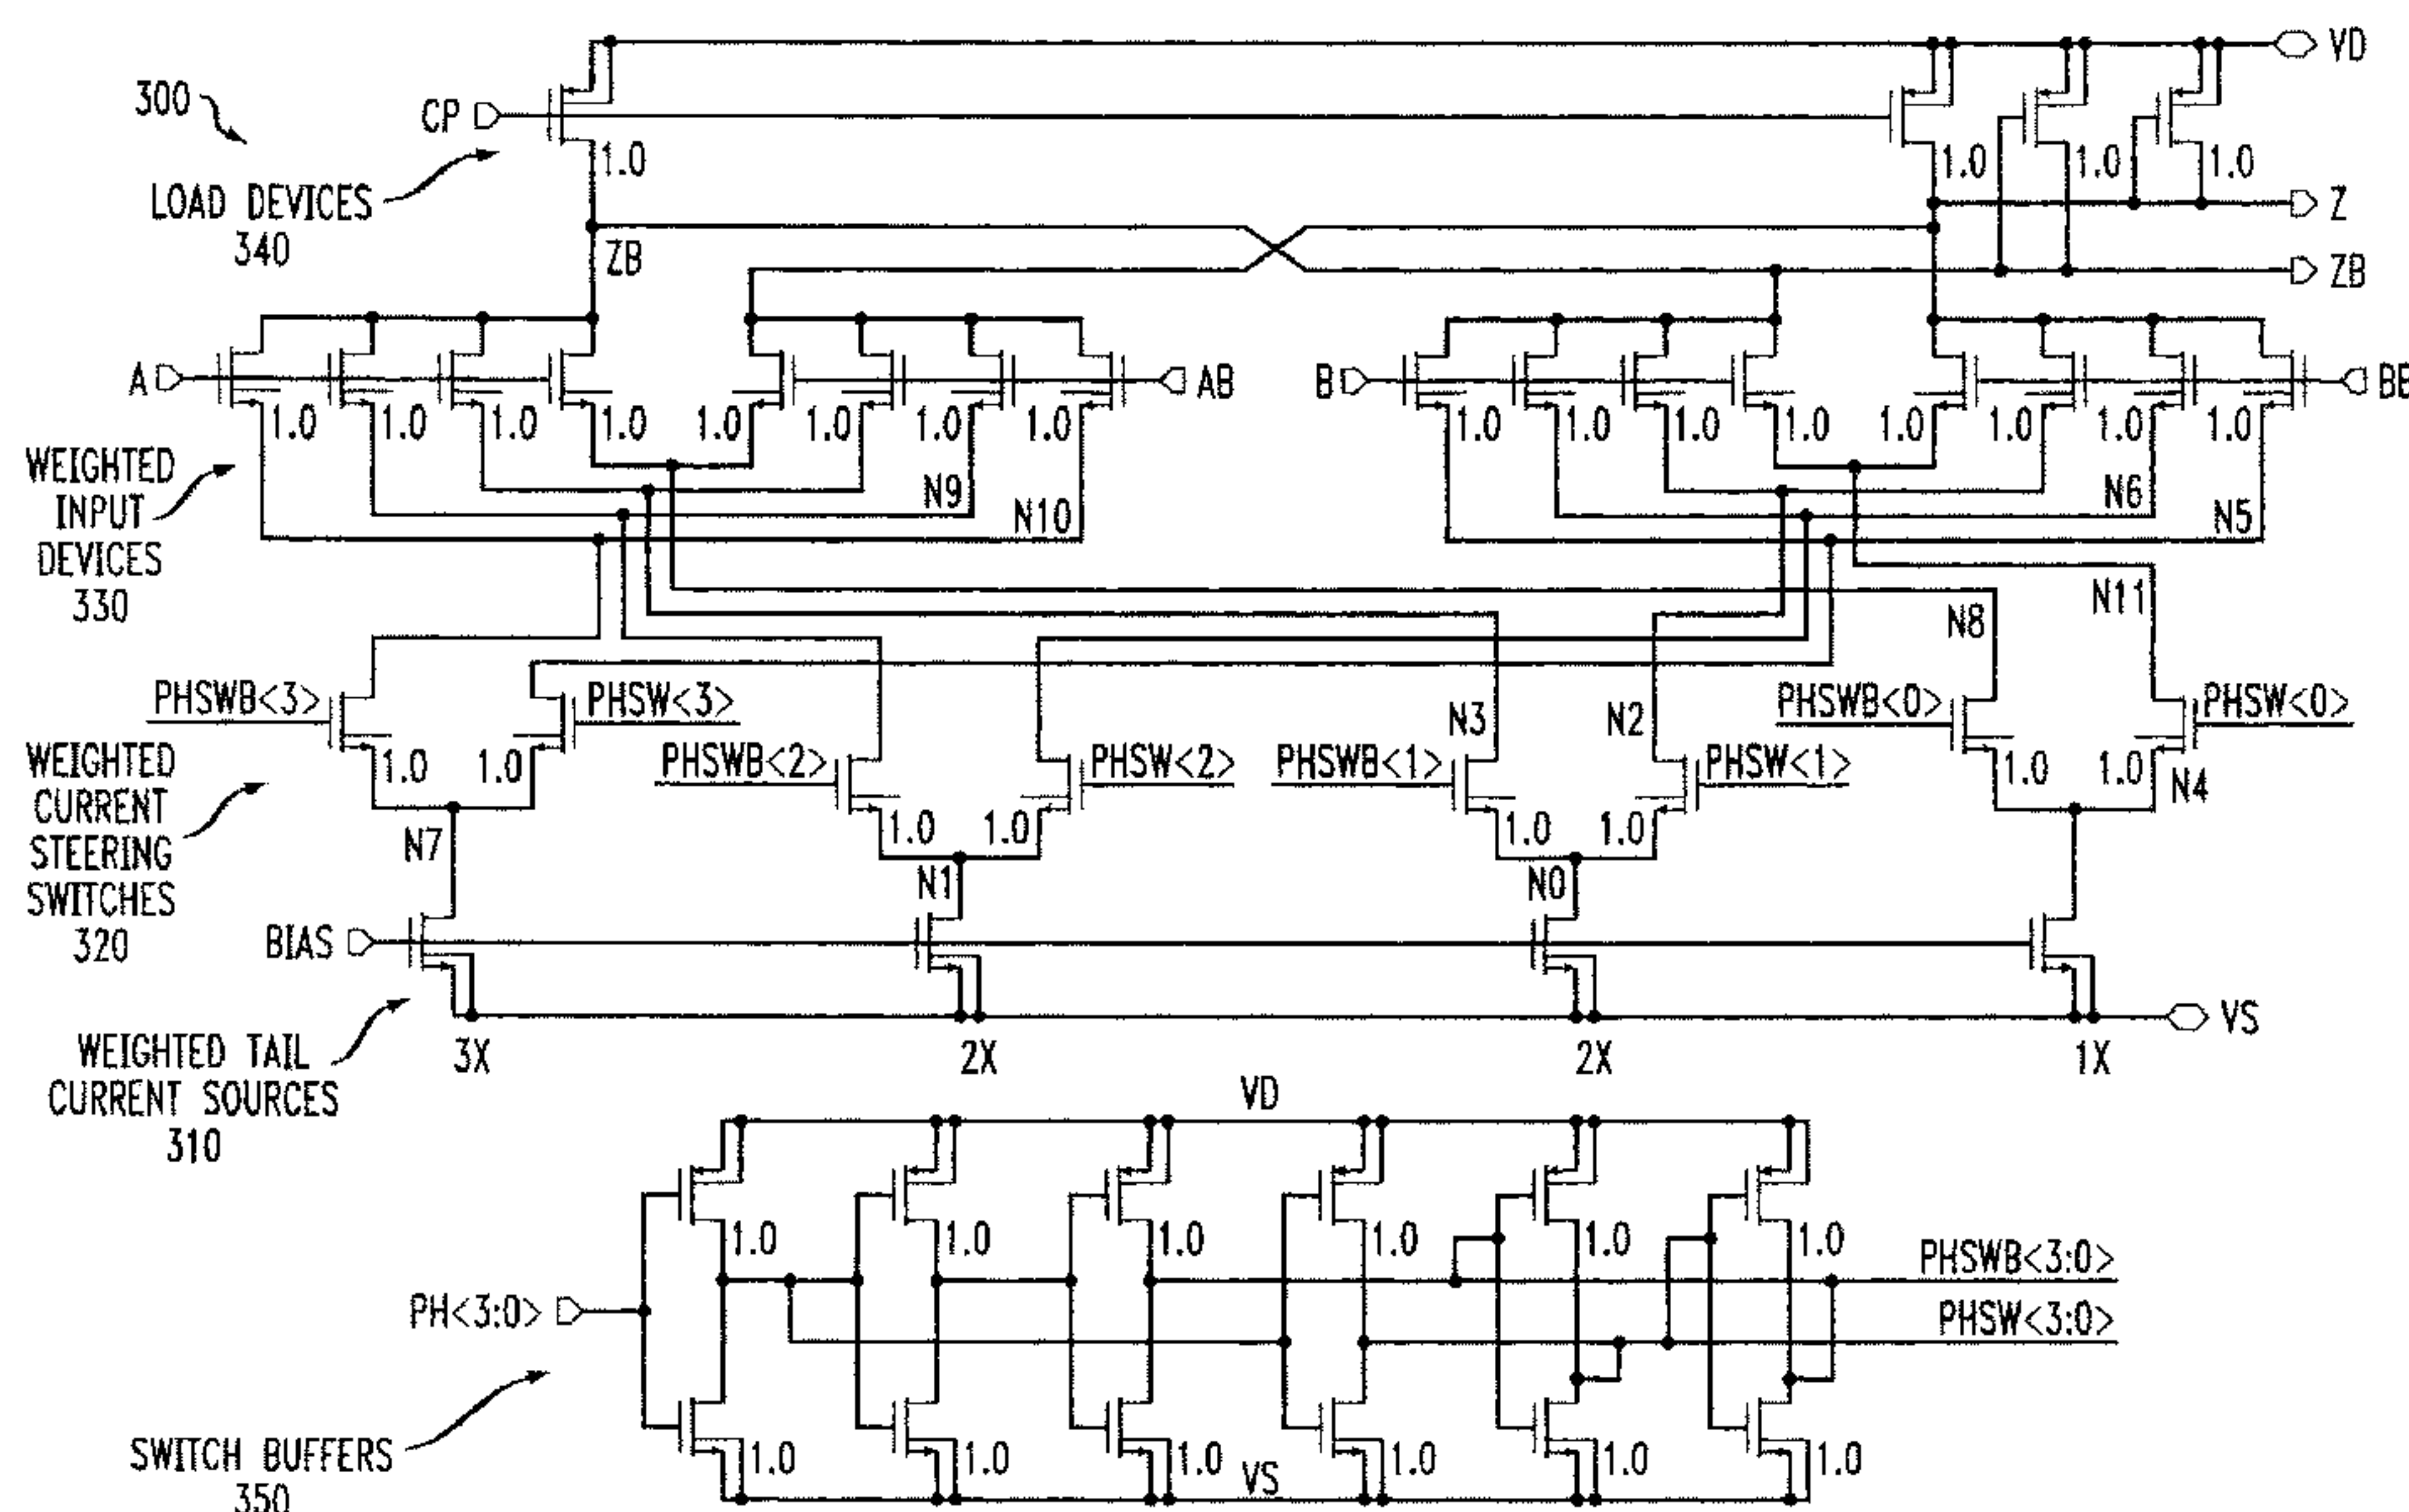 VD
300
CP
1.0
1.0
1.0
1.0
LOAD DEVICES
340
Z
ZB
ZB
A
AB
B
BB
1.0 1.0 1.0 1.0 1.0 1.0 1.0 1.0
1.0 1.0 1.0 1.0 1.0 1.0 1.0 1.0
WEIGHTED
INPUT
DEVICES
330
N9
N10
N6
N5
N8
N11
PHSWB<3>
PHSW<3>
N3
N2
PHSWB<0>
PHSW<0>
PHSWB<2>
PHSW<2>
PHSWB<1>
PHSW<1>
1.0 1.0
1.0 1.0
1.0 1.0
1.0 1.0
N4
WEIGHTED
CURRENT
STEERING
SWITCHES
320
N7
N1
N0
BIAS
VS
WEIGHTED TAIL
CURRENT SOURCES
310
3X
2X
2X
1X
VD
1.0 1.0 1.0 1.0 1.0 1.0
PHSWB<3:0>
PH<3:0>
PHSW<3:0>
SWITCH BUFFERS
350
1.0 1.0 1.0 1.0 1.0 1.0
VS